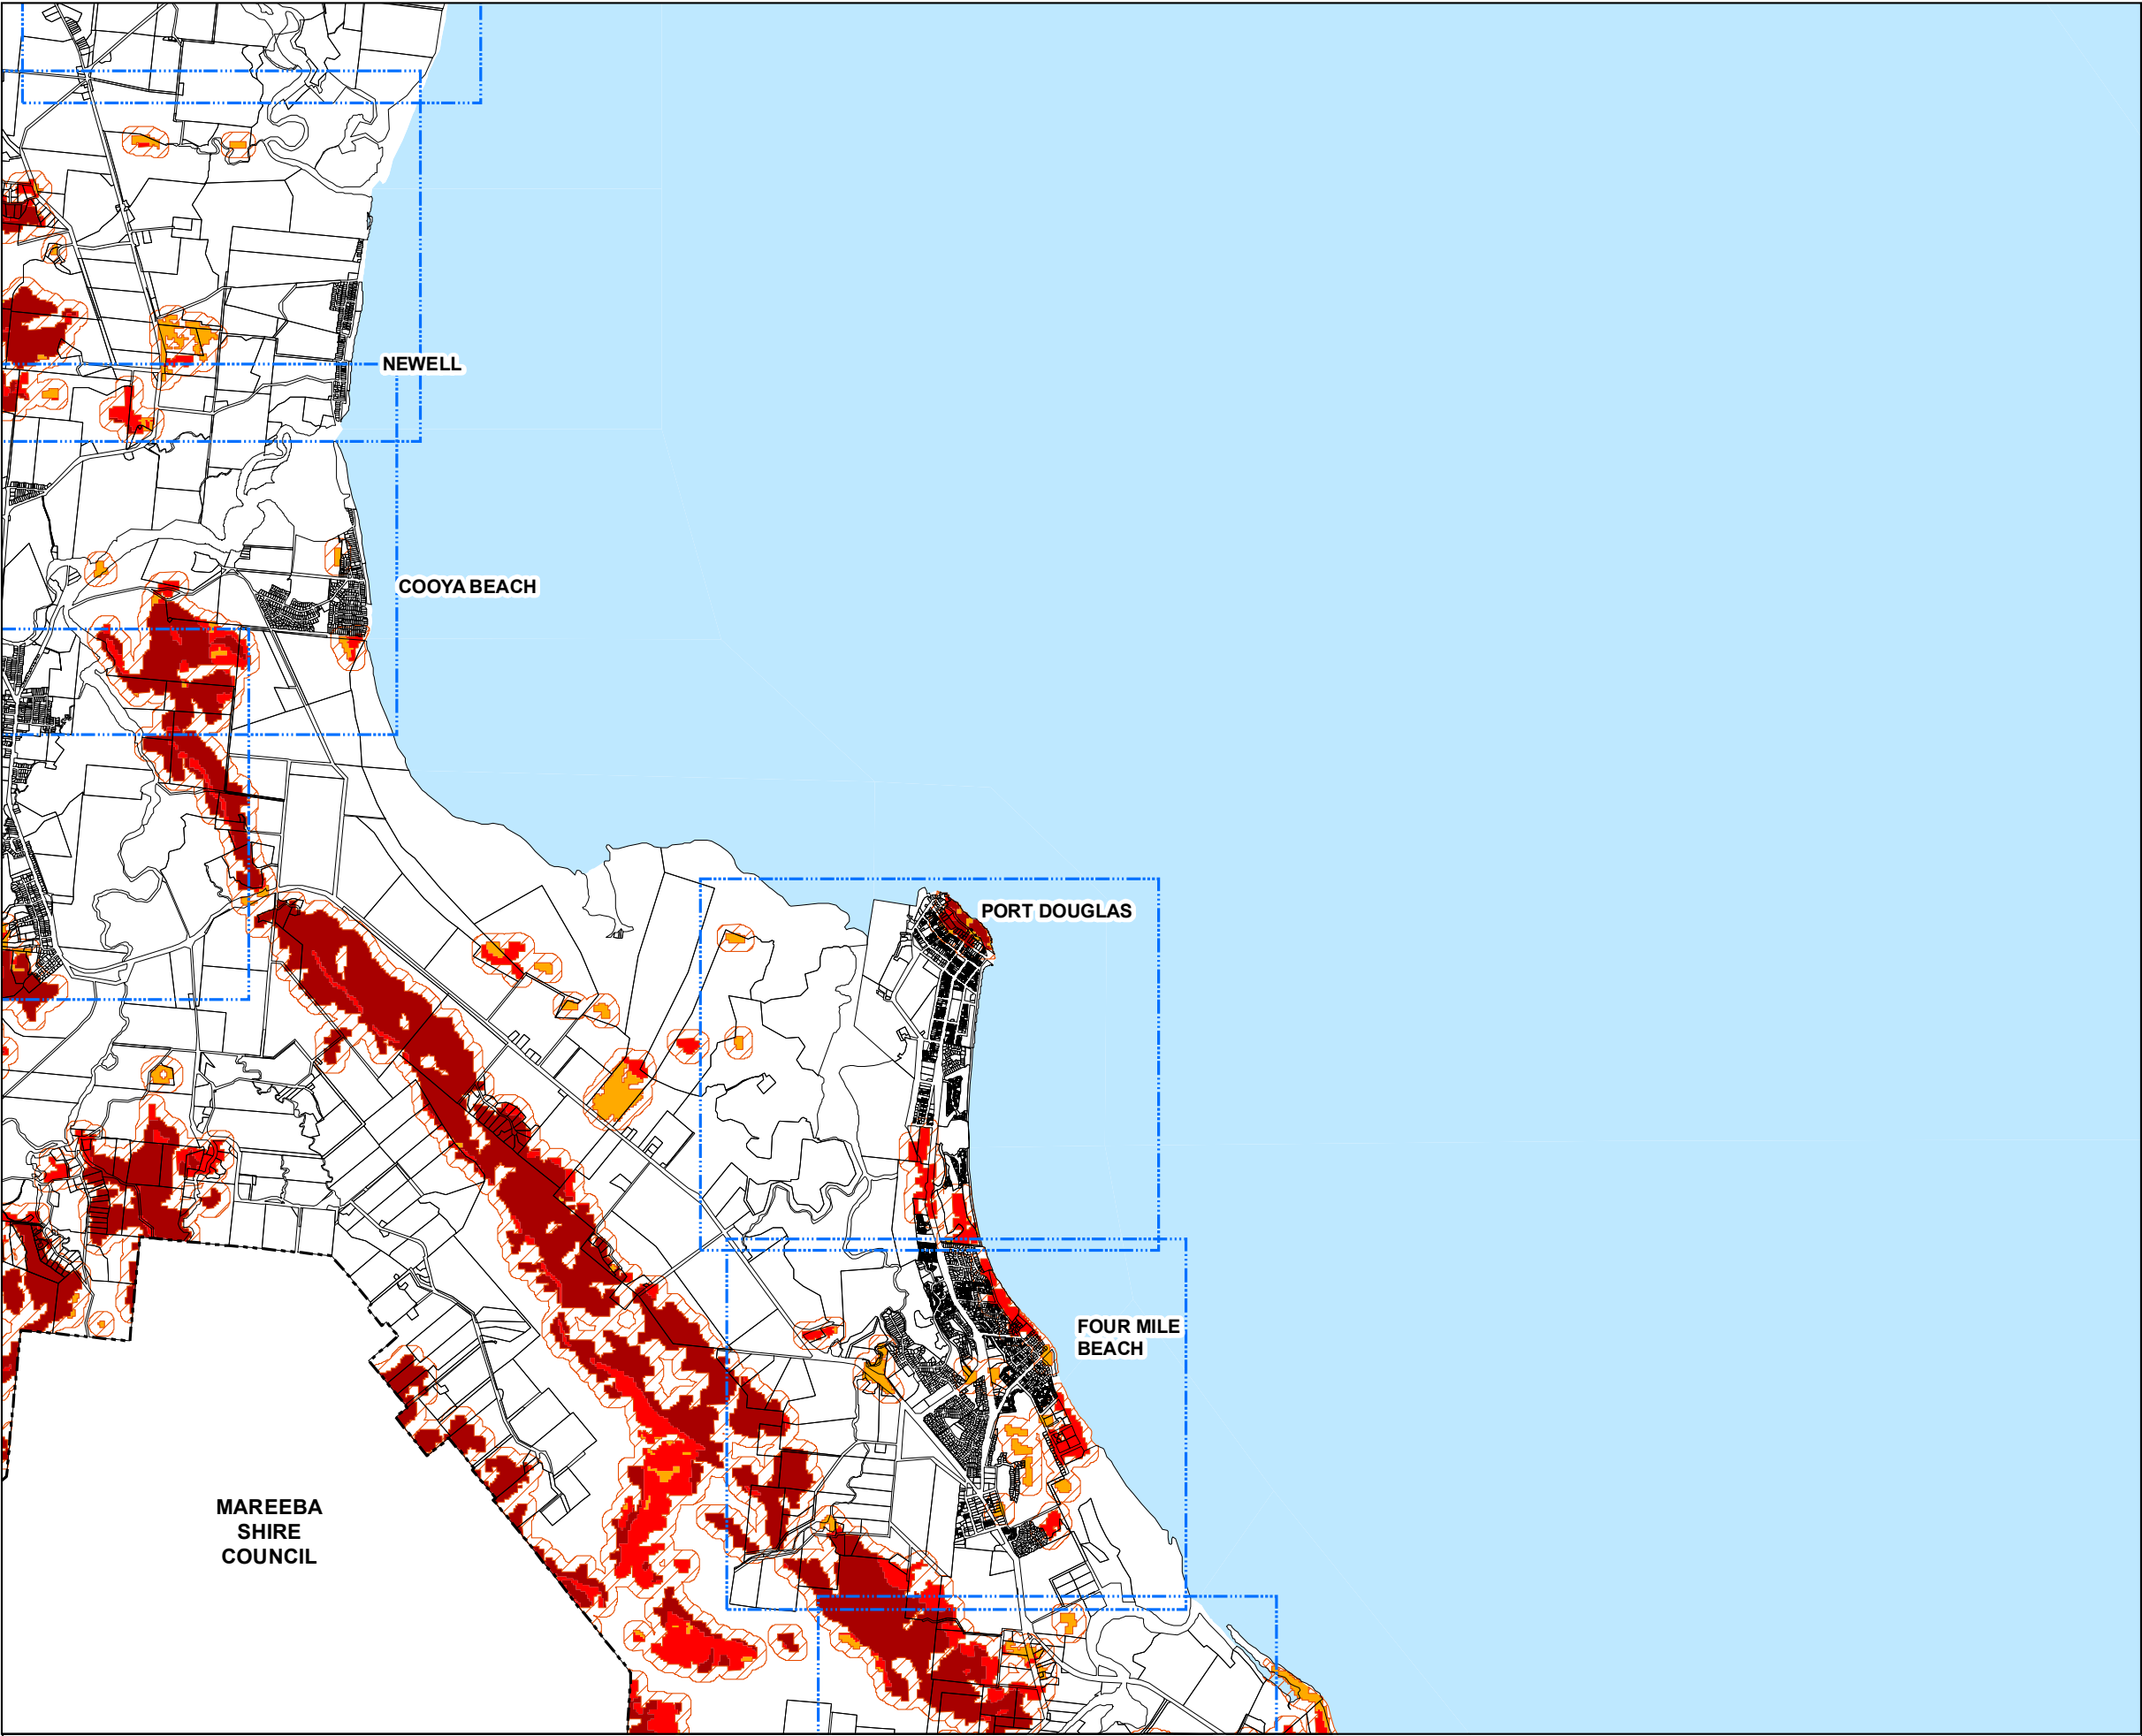 NEWELL
COOYA BEACH
PORT DOUGLAS
FOUR MILE
BEACH
MAREEBA
SHIRE
COUNCIL